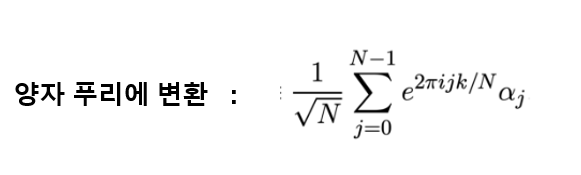 양자 푸리에 변환 : $\frac{1}{\sqrt{N}} \sum_{j=0}^{N-1} e^{2\pi ijk/N} \alpha_j$